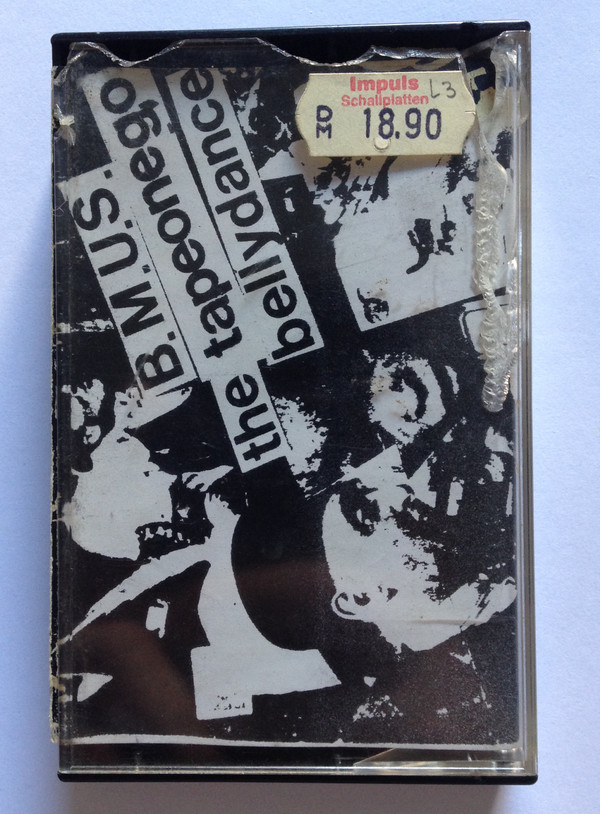 Impuls
Schallplatten L3
DM 18.90
B.M.U.S.
the tapeonego
bellydance